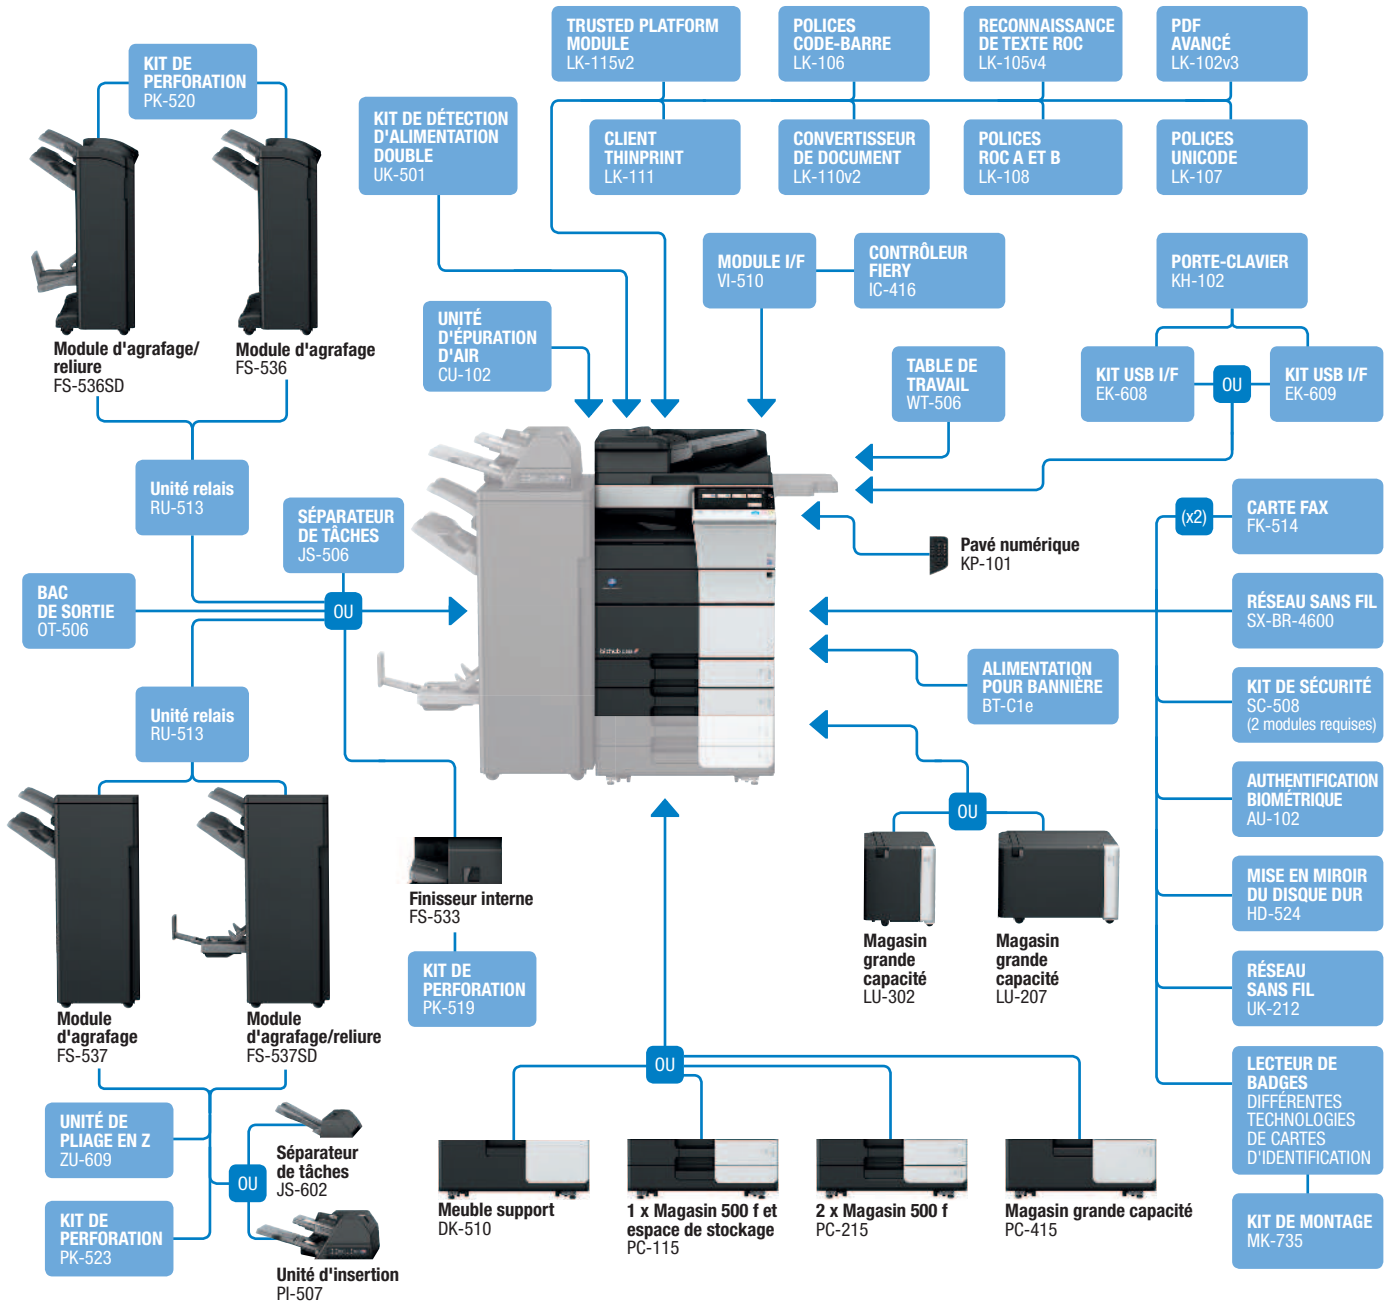 TRUSTED PLATFORM
MODULE
LK-115v2
POLICES
CODE-BARRE
LK-106
RECONNAISSANCE
DE TEXTE ROC
LK-105v4
PDF
AVANCÉ
LK-102v3
KIT DE
PERFORATION
PK-520
KIT DE DÉTECTION
D'ALIMENTATION
DOUBLE
UK-501
CLIENT
THINPRINT
LK-111
CONVERTISSEUR
DE DOCUMENT
LK-110v2
POLICES
ROC A ET B
LK-108
POLICES
UNICODE
LK-107
MODULE I/F
VI-510
CONTRÔLEUR
FIERY
IC-416
PORTE-CLAVIER
KH-102
UNITÉ
D'ÉPURATION
D'AIR
CU-102
Module d'agrafage/
reliure
FS-536SD
Module d'agrafage
FS-536
TABLE DE
TRAVAIL
WT-506
KIT USB I/F
EK-608
OU
KIT USB I/F
EK-609
Unité relais
RU-513
SÉPARATEUR
DE TÂCHES
JS-506
(x2)
CARTE FAX
FK-514
Pavé numérique
KP-101
BAC
DE SORTIE
OT-506
OU
RÉSEAU SANS FIL
SX-BR-4600
ALIMENTATION
POUR BANNIÈRE
BT-C1e
KIT DE SÉCURITÉ
SC-508
(2 modules requises)
Unité relais
RU-513
AUTHENTIFICATION
BIOMÉTRIQUE
AU-102
OU
MISE EN MIROIR
DU DISQUE DUR
HD-524
Finisseur interne
FS-533
KIT DE
PERFORATION
PK-519
Magasin
grande
capacité
LU-302
Magasin
grande
capacité
LU-207
RÉSEAU
SANS FIL
UK-212
Module
d'agrafage
FS-537
Module
d'agrafage/reliure
FS-537SD
OU
LECTEUR DE
BADGES
DIFFÉRENTES
TECHNOLOGIES
DE CARTES
D'IDENTIFICATION
UNITÉ DE
PLIAGE EN Z
ZU-609
Séparateur
de tâches
JS-602
OU
KIT DE
PERFORATION
PK-523
Unité d'insertion
PI-507
Meuble support
DK-510
1 x Magasin 500 f et
espace de stockage
PC-115
2 x Magasin 500 f
PC-215
Magasin grande capacité
PC-415
KIT DE MONTAGE
MK-735